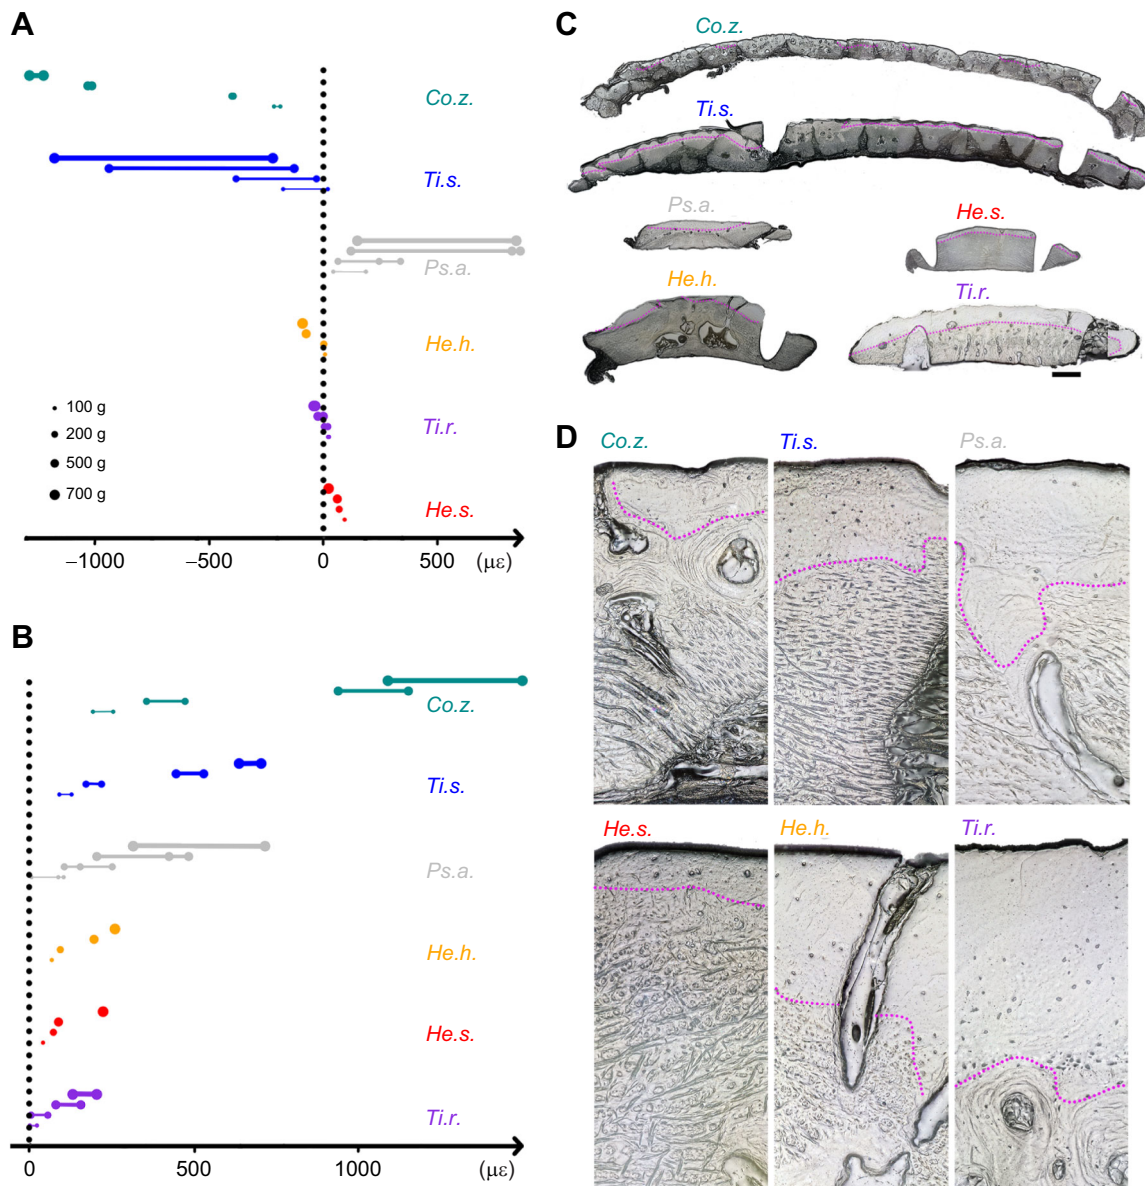 A
Co.z.
Ti.s.
Ps.a.
He.h.
Ti.r.
He.s.
100 g
200 g
500 g
700 g
−1000 −500 0 500 (με)
B
Co.z.
Ti.s.
Ps.a.
He.h.
He.s.
Ti.r.
0 500 1000 (με)
C
Co.z.
Ti.s.
Ps.a. He.s.
He.h. Ti.r.
D
Co.z. Ti.s. Ps.a.
He.s. He.h. Ti.r.